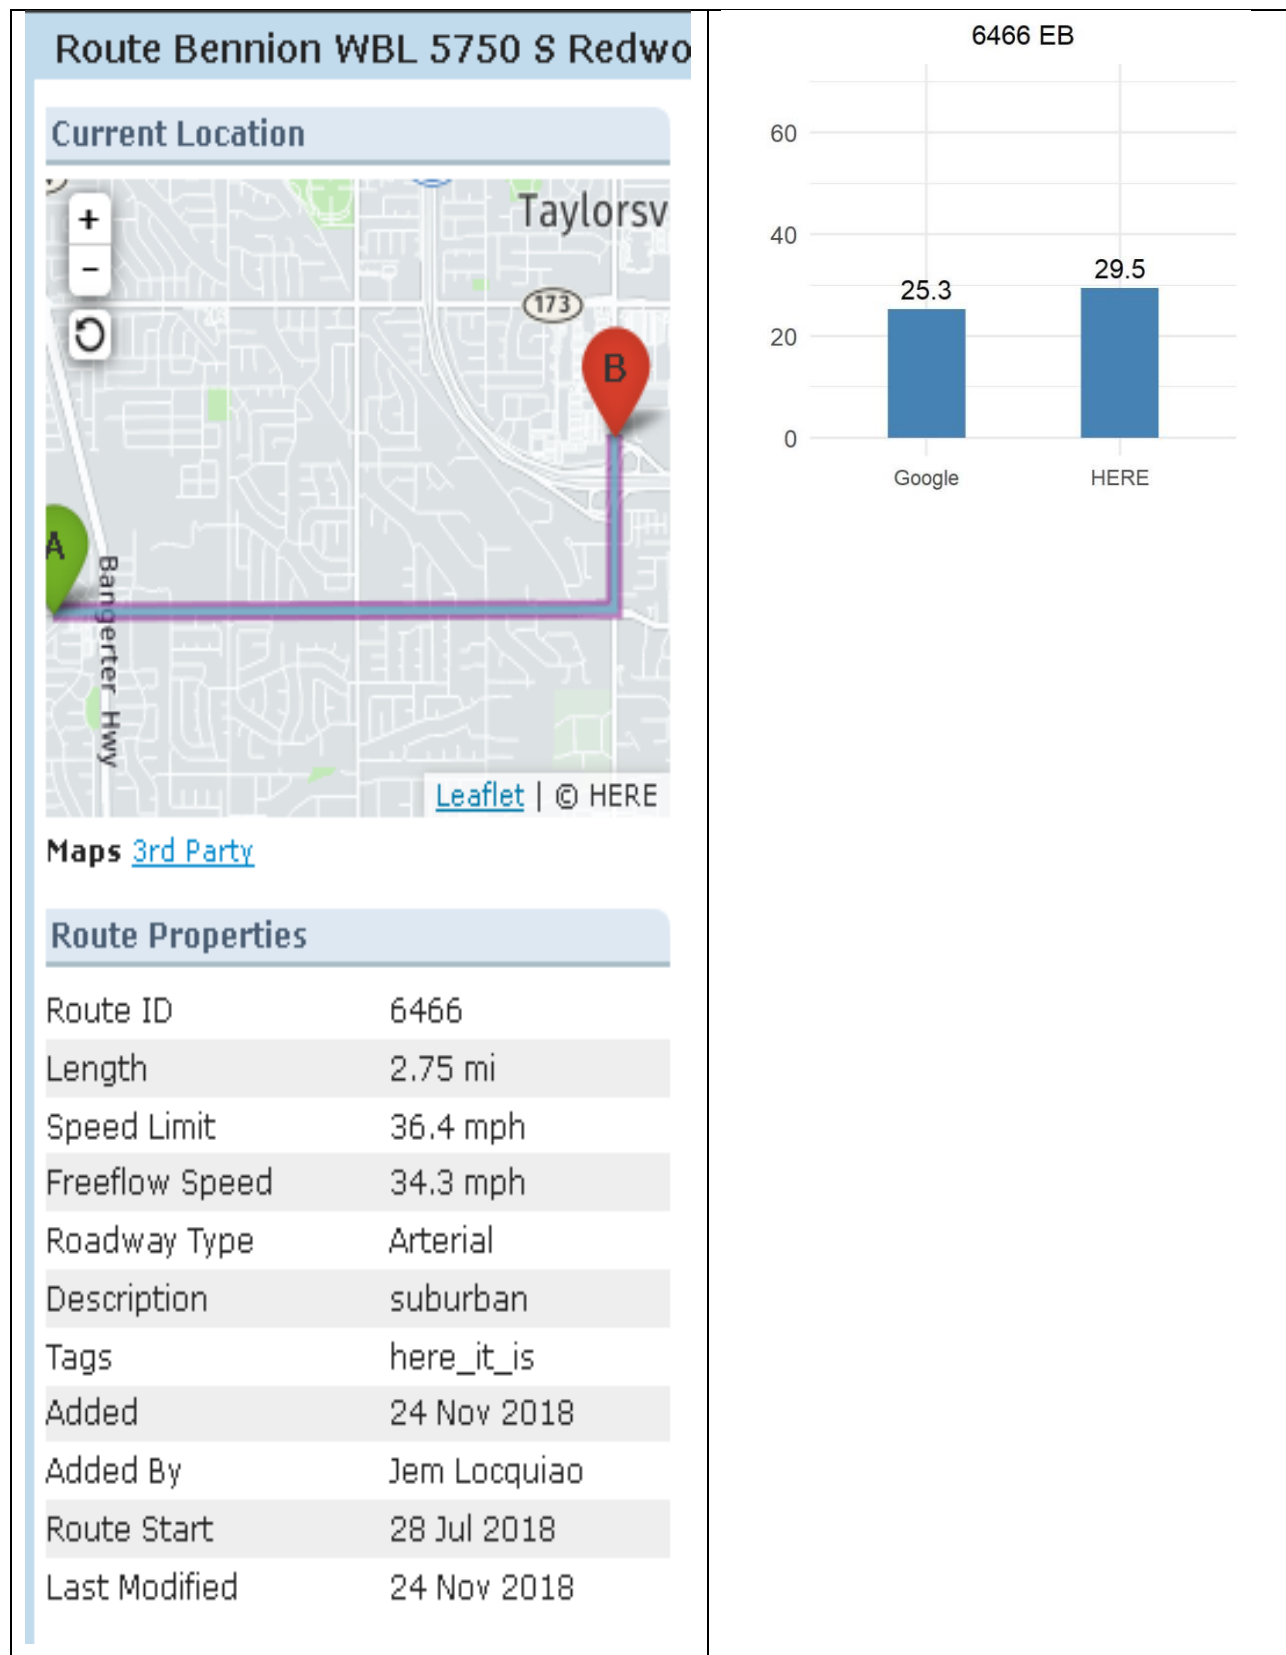 Route Bennion WBL 5750 S Redwo
Current Location
+
−
Taylorsv
173
B
A
Bangerter Hwy
Leaflet | © HERE
Maps 3rd Party
Route Properties
Route ID 6466
Length 2.75 mi
Speed Limit 36.4 mph
Freeflow Speed 34.3 mph
Roadway Type Arterial
Description suburban
Tags here_it_is
Added 24 Nov 2018
Added By Jem Locquiao
Route Start 28 Jul 2018
Last Modified 24 Nov 2018
6466 EB
60
40
20
0
25.3
29.5
Google
HERE